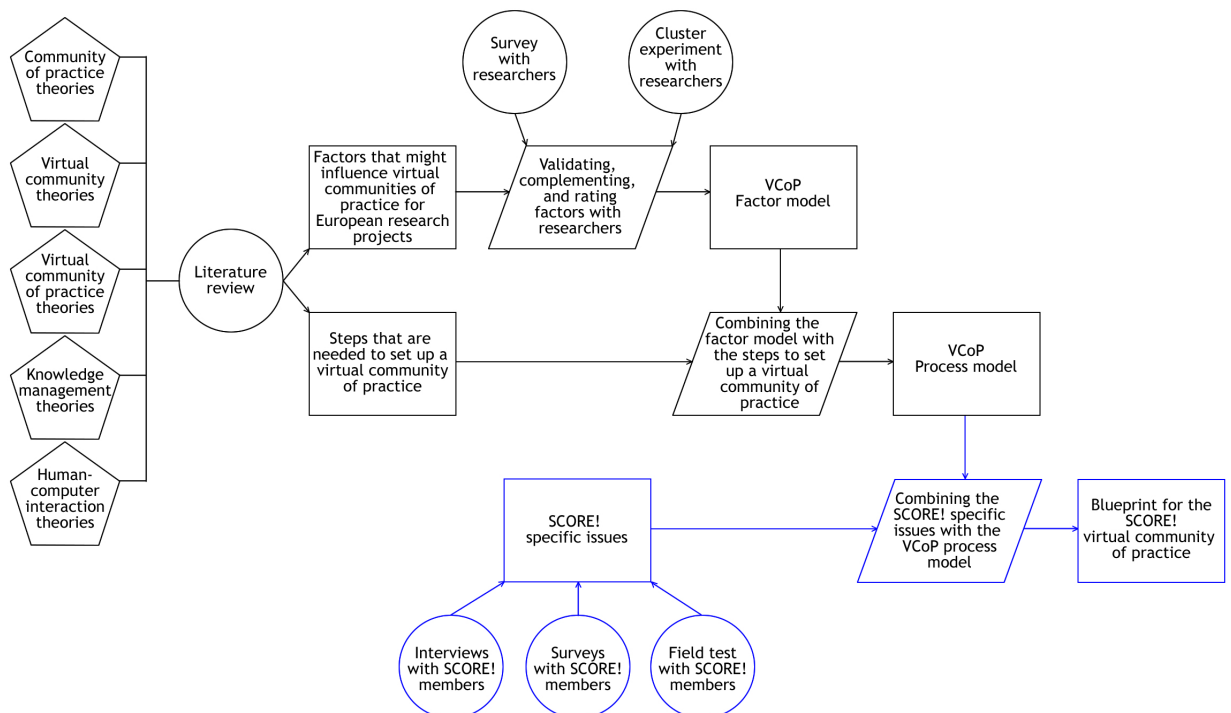 Community
of practice
theories
Virtual
community
theories
Virtual
community
of practice
theories
Knowledge
management
theories
Human-
computer
interaction
theories
Literature
review
Survey
with
researchers
Cluster
experiment
with
researchers
Factors that might
influence virtual
communities of
practice for
European research
projects
Validating,
complementing,
and rating
factors with
researchers
VCoP
Factor model
Steps that are
needed to set up a
virtual community
of practice
Combining the
factor model with
the steps to set
up a virtual
community of
practice
VCoP
Process model
SCORE!
specific issues
Combining the
SCORE! specific
issues with the
VCoP process
model
Blueprint for the
SCORE!
virtual community
of practice
Interviews
with SCORE!
members
Surveys
with SCORE!
members
Field test
with SCORE!
members